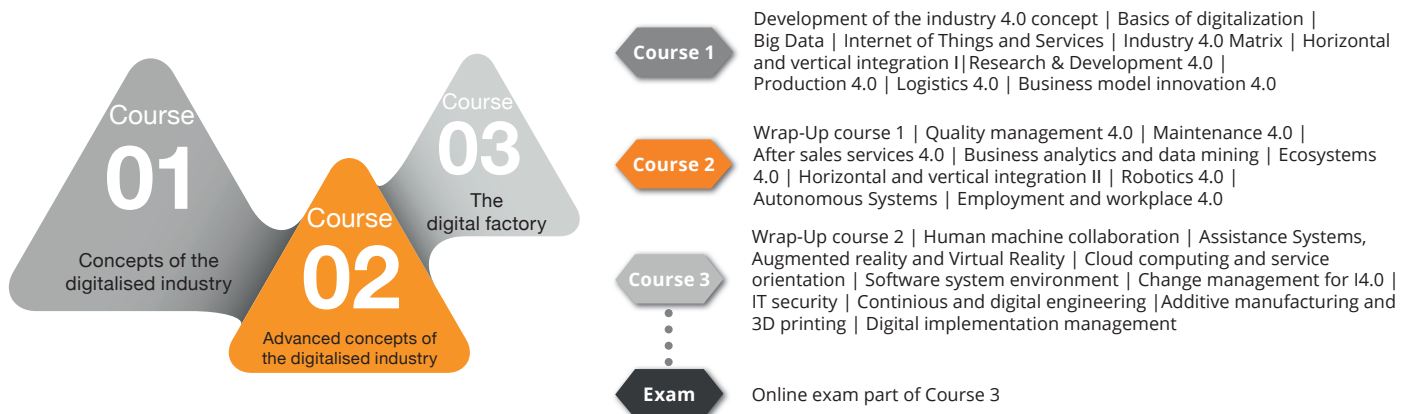 Course
01
Concepts of the
digitalised industry
Course
02
Advanced concepts of
the digitalised industry
Course
03
The
digital factory
Course 1
Development of the industry 4.0 concept | Basics of digitalization |
Big Data | Internet of Things and Services | Industry 4.0 Matrix | Horizontal
and vertical integration I|Research & Development 4.0 |
Production 4.0 | Logistics 4.0 | Business model innovation 4.0
Course 2
Wrap-Up course 1 | Quality management 4.0 | Maintenance 4.0 |
After sales services 4.0 | Business analytics and data mining | Ecosystems
4.0 | Horizontal and vertical integration II | Robotics 4.0 |
Autonomous Systems | Employment and workplace 4.0
Course 3
Wrap-Up course 2 | Human machine collaboration | Assistance Systems,
Augmented reality and Virtual Reality | Cloud computing and service
orientation | Software system environment | Change management for I4.0 |
IT security | Continious and digital engineering |Additive manufacturing and
3D printing | Digital implementation management
Exam
Online exam part of Course 3